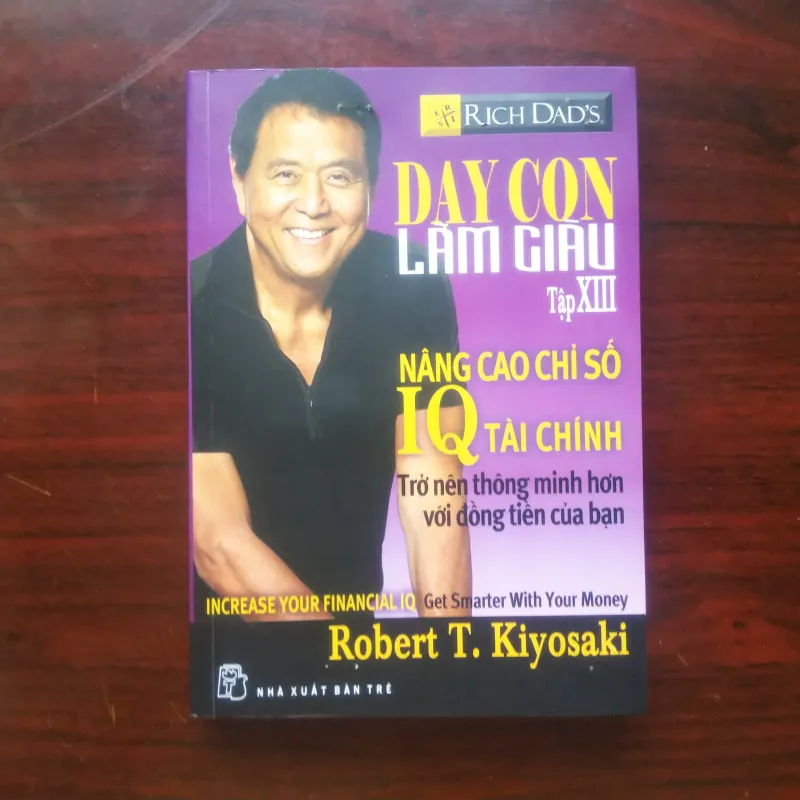 RICH DAD'S
DẠY CON
LÀM GIÀU
Tập XIII
NÂNG CAO CHỈ SỐ
IQ TÀI CHÍNH
Trở nên thông minh hơn
với đồng tiền của bạn
INCREASE YOUR FINANCIAL IQ Get Smarter With Your Money
Robert T. Kiyosaki
NHÀ XUẤT BẢN TRẺ